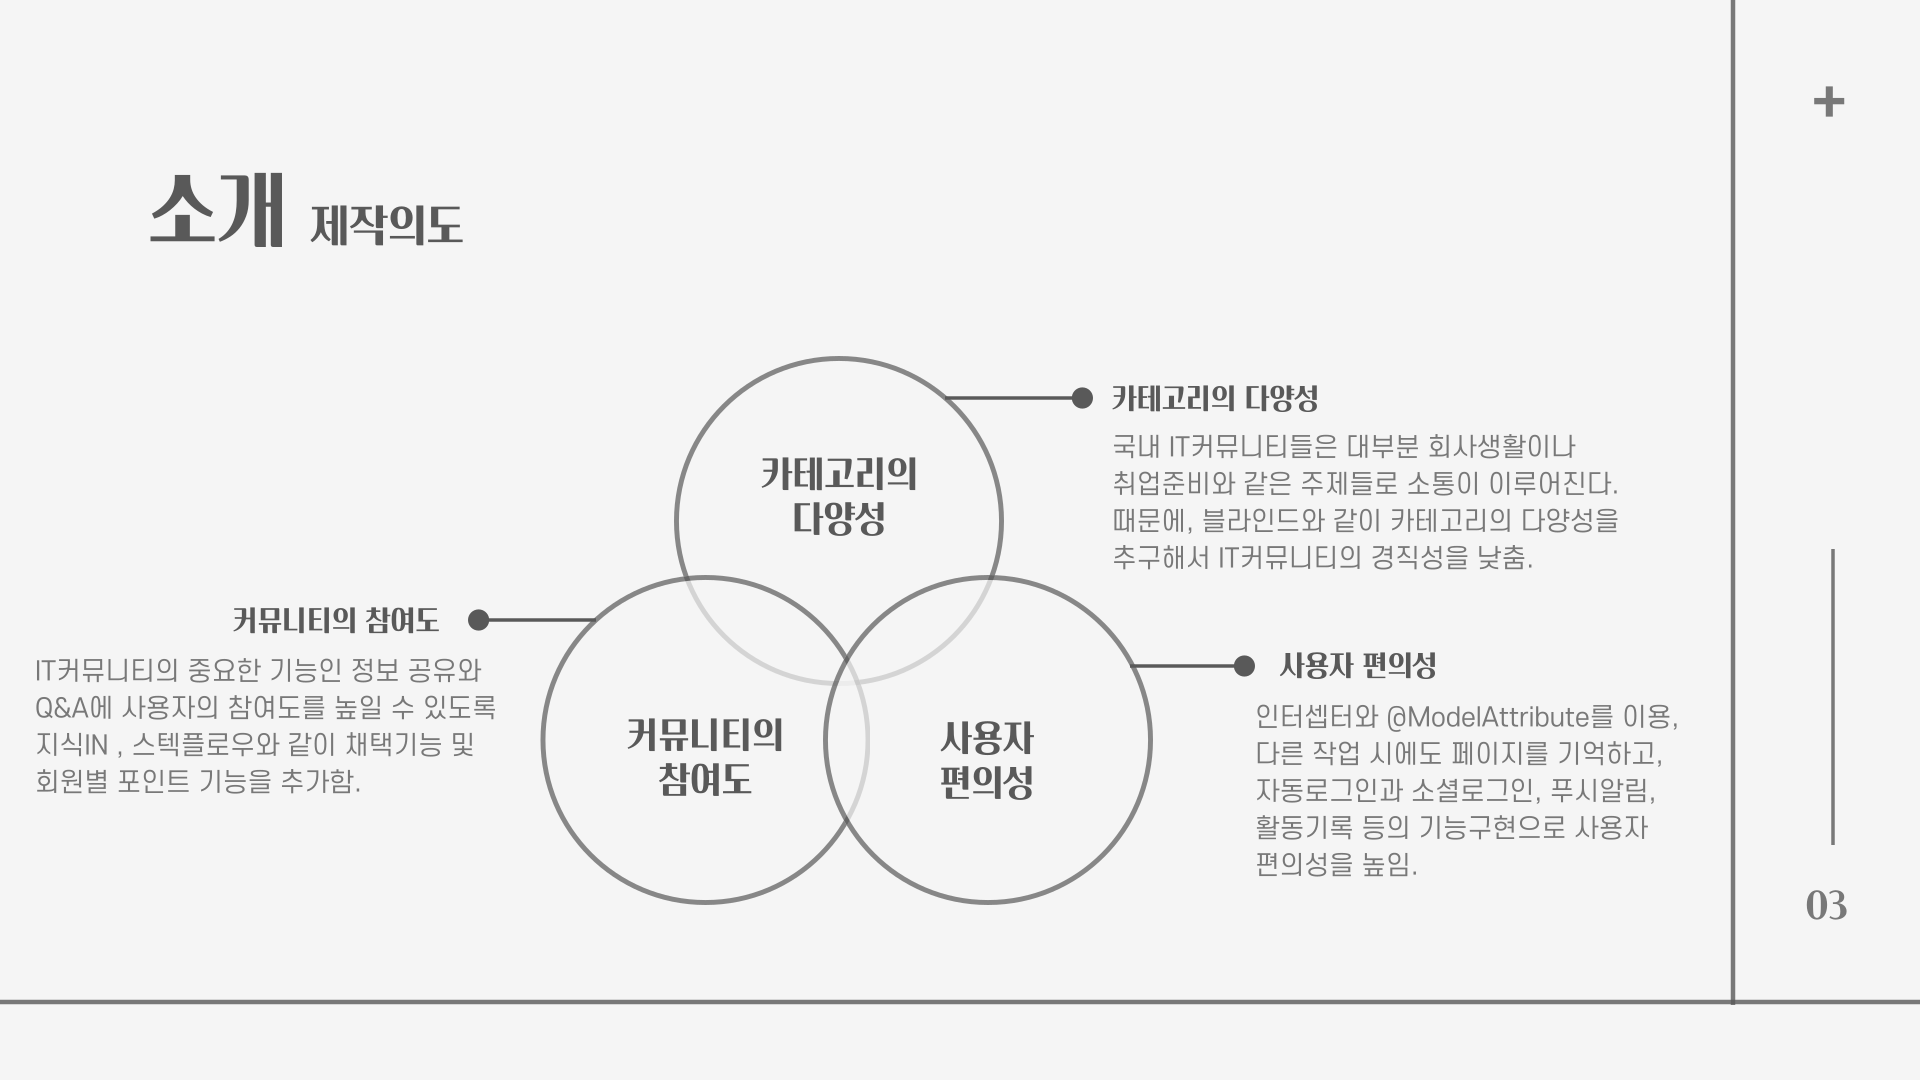 소개 제작의도
카테고리의
다양성
커뮤니티의
참여도
사용자
편의성
카테고리의 다양성
국내 IT커뮤니티들은 대부분 회사생활이나
취업준비와 같은 주제들로 소통이 이루어진다.
때문에, 블라인드와 같이 카테고리의 다양성을
추구해서 IT커뮤니티의 경직성을 낮춤.
커뮤니티의 참여도
IT커뮤니티의 중요한 기능인 정보 공유와
Q&A에 사용자의 참여도를 높일 수 있도록
지식IN , 스텍플로우와 같이 채택기능 및
회원별 포인트 기능을 추가함.
사용자 편의성
인터셉터와 @ModelAttribute를 이용,
다른 작업 시에도 페이지를 기억하고,
자동로그인과 소셜로그인, 푸시알림,
활동기록 등의 기능구현으로 사용자
편의성을 높임.
+
03